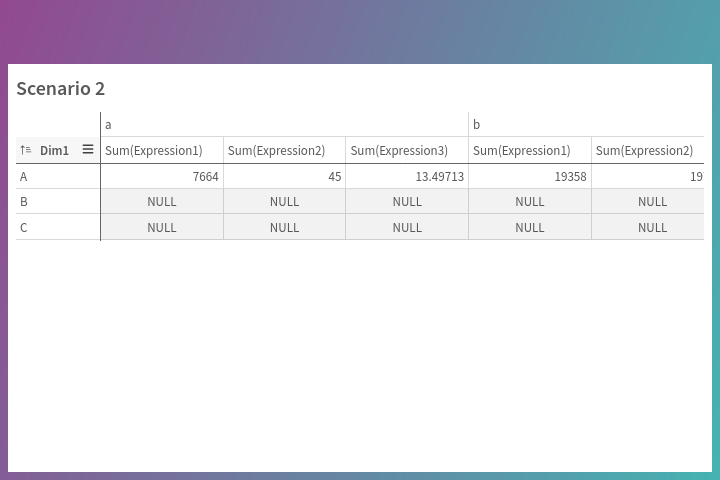 Scenario 2
a b
Dim1 Sum(Expression1) Sum(Expression2) Sum(Expression3) Sum(Expression1) Sum(Expression2)
A 7664 45 13.49713 19358 19
B NULL NULL NULL NULL NULL
C NULL NULL NULL NULL NULL